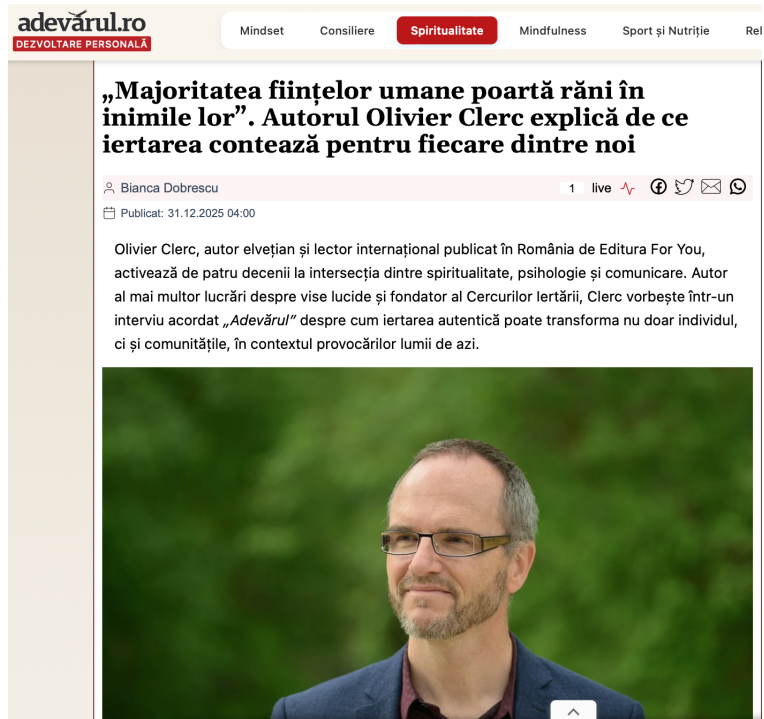 adevărul.ro
DEZVOLTARE PERSONALĂ
Mindset Consiliere Spiritualitate Mindfulness Sport și Nutriție Rel
„Majoritatea ființelor umane poartă răni în
inimile lor”. Autorul Olivier Clerc explică de ce
iertarea contează pentru fiecare dintre noi
Bianca Dobrescu
1 live
Publicat: 31.12.2025 04:00
Olivier Clerc, autor elvețian și lector internațional publicat în România de Editura For You,
activează de patru decenii la intersecția dintre spiritualitate, psihologie și comunicare. Autor
al mai multor lucrări despre vise lucide și fondator al Cercurilor Iertării, Clerc vorbește într-un
interviu acordat „Adevărul” despre cum iertarea autentică poate transforma nu doar individul,
ci și comunitățile, în contextul provocărilor lumii de azi.